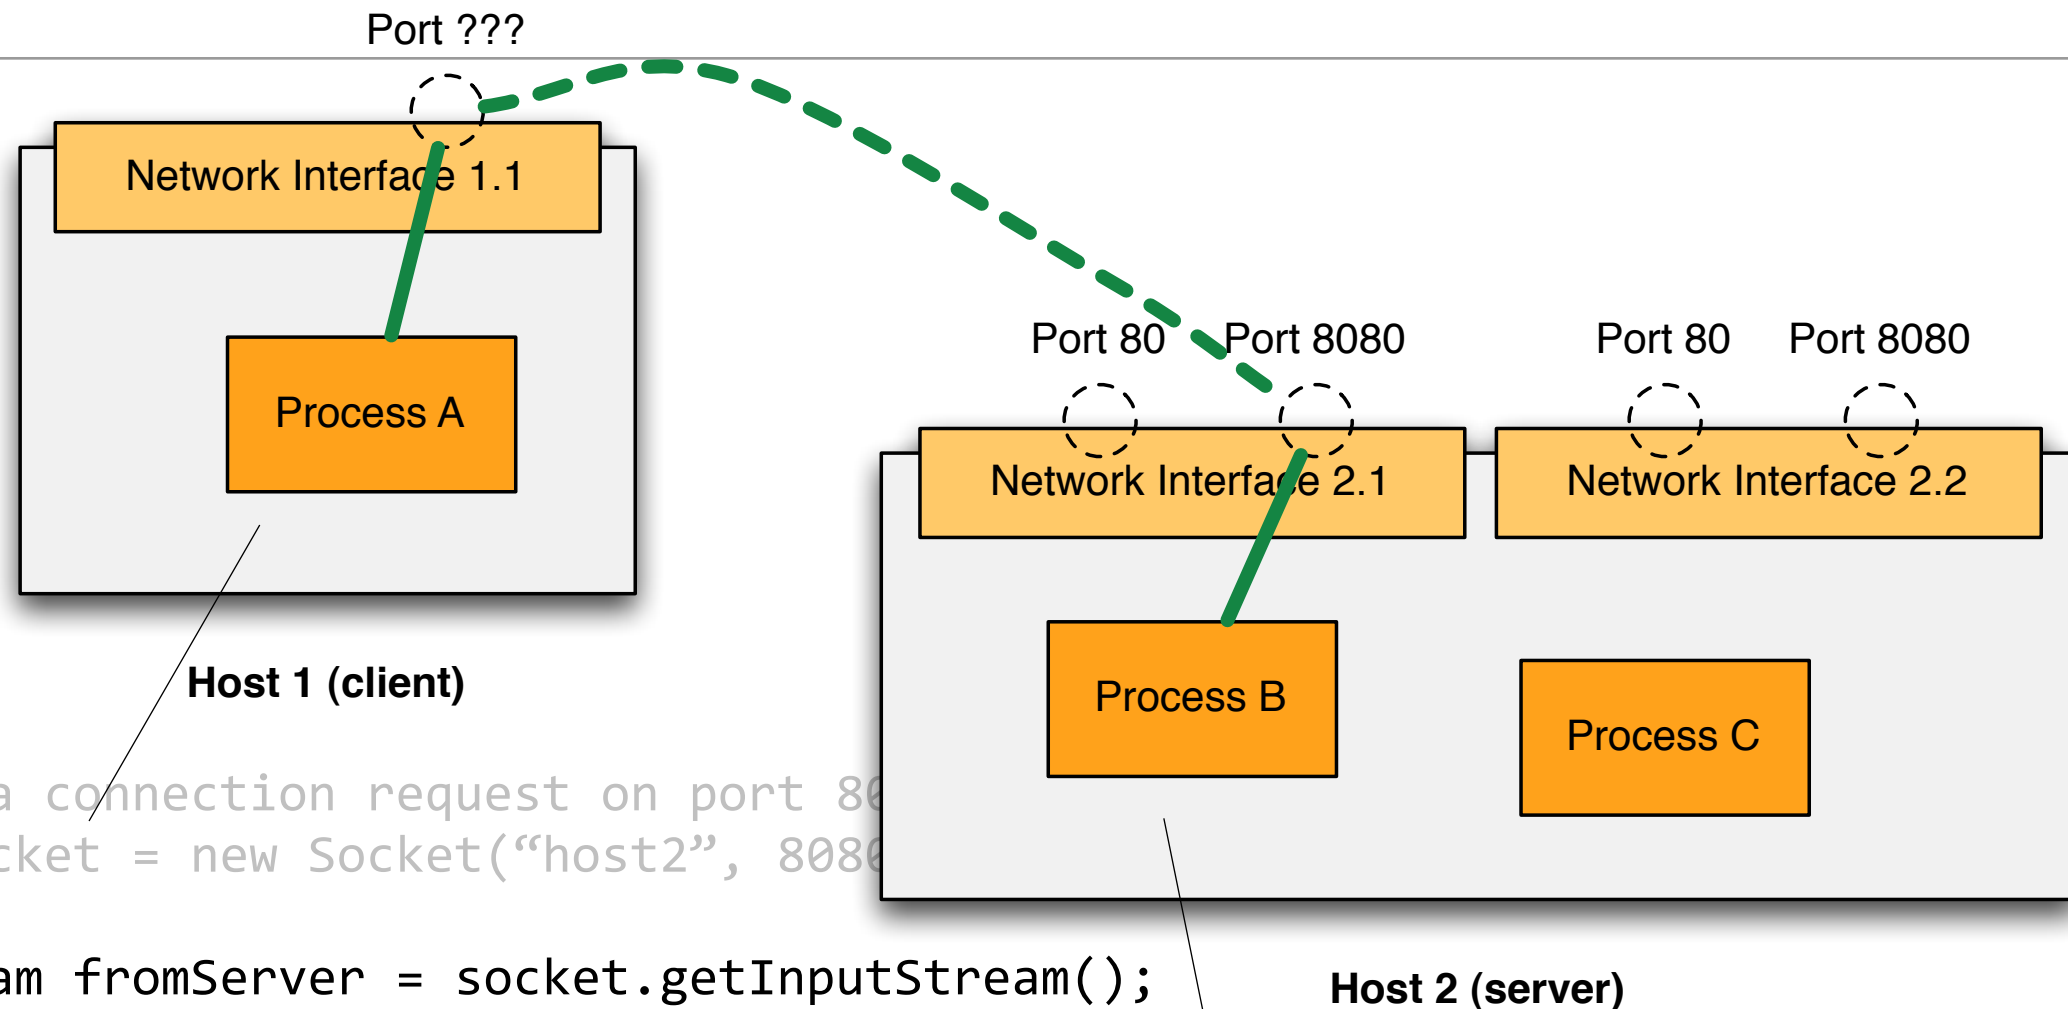 Port ???
Network Interface 1.1
Process A
Host 1 (client)
Port 80 Port 8080 Port 80 Port 8080
Network Interface 2.1 Network Interface 2.2
Process B
Process C
a connection request on port 80
cket = new Socket(“host2”, 8080
am fromServer = socket.getInputStream();
Host 2 (server)